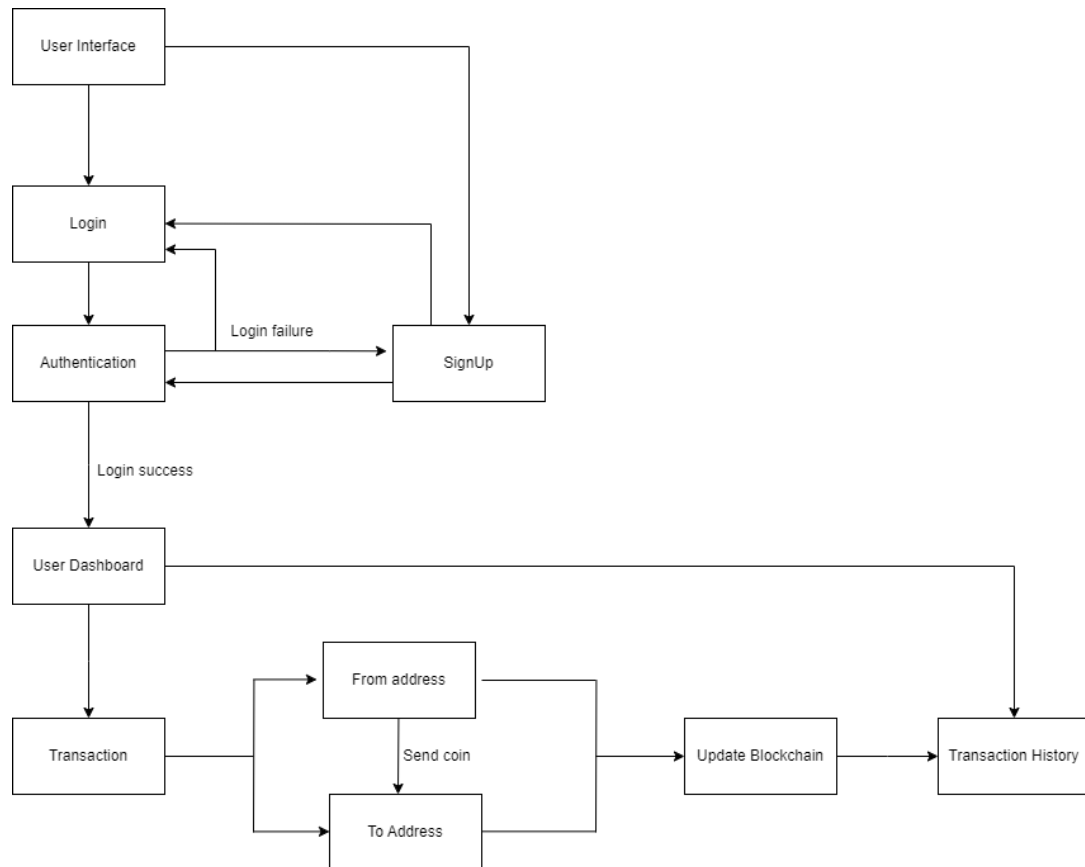 User Interface
Login
Login failure
Authentication
SignUp
Login success
User Dashboard
From address
Transaction
Send coin
Update Blockchain
Transaction History
To Address